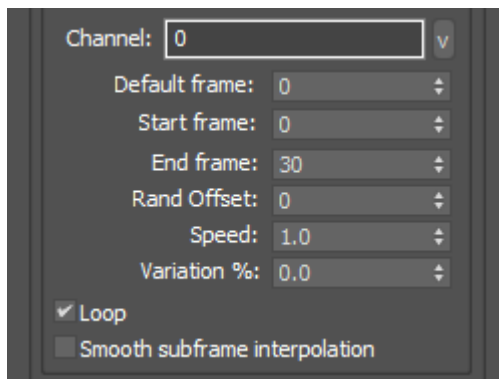 Channel: 0 v
Default frame: 0
Start frame: 0
End frame: 30
Rand Offset: 0
Speed: 1.0
Variation %: 0.0
Loop
Smooth subframe interpolation